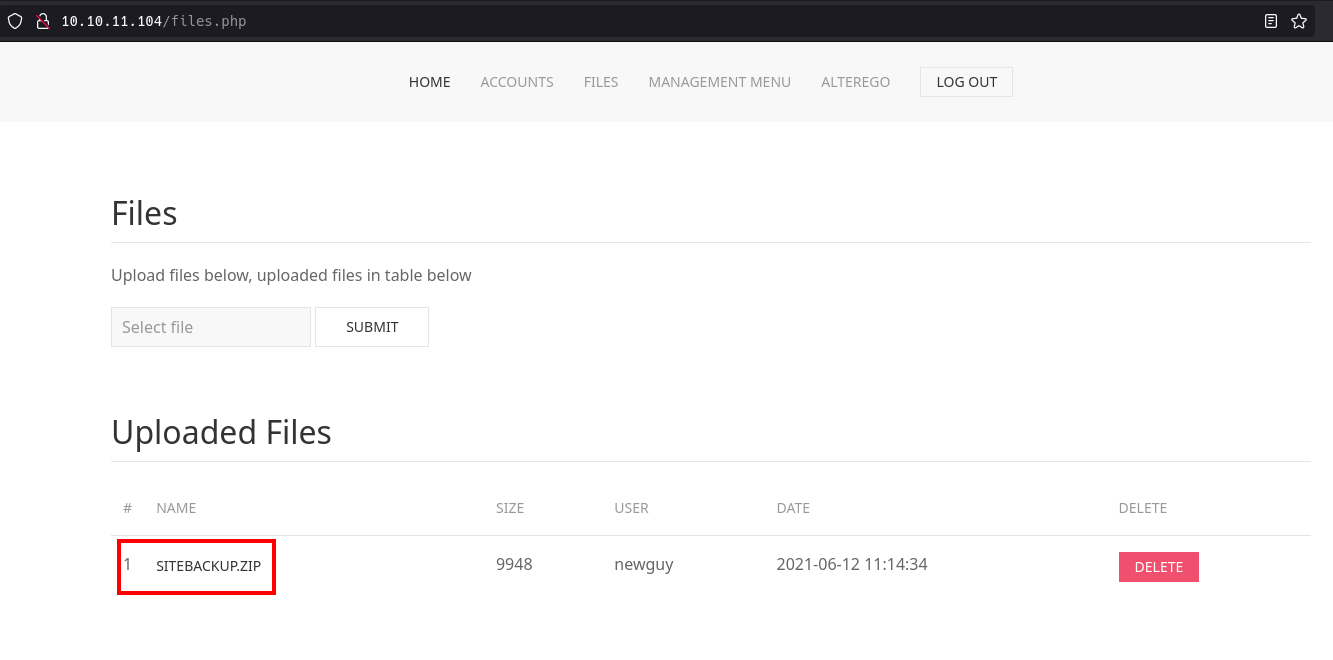 10.10.11.104/files.php
HOME ACCOUNTS FILES MANAGEMENT MENU ALTEREGO LOG OUT
Files
Upload files below, uploaded files in table below
Select file SUBMIT
Uploaded Files
# NAME SIZE USER DATE DELETE
1 SITEBACKUP.ZIP 9948 newguy 2021-06-12 11:14:34 DELETE